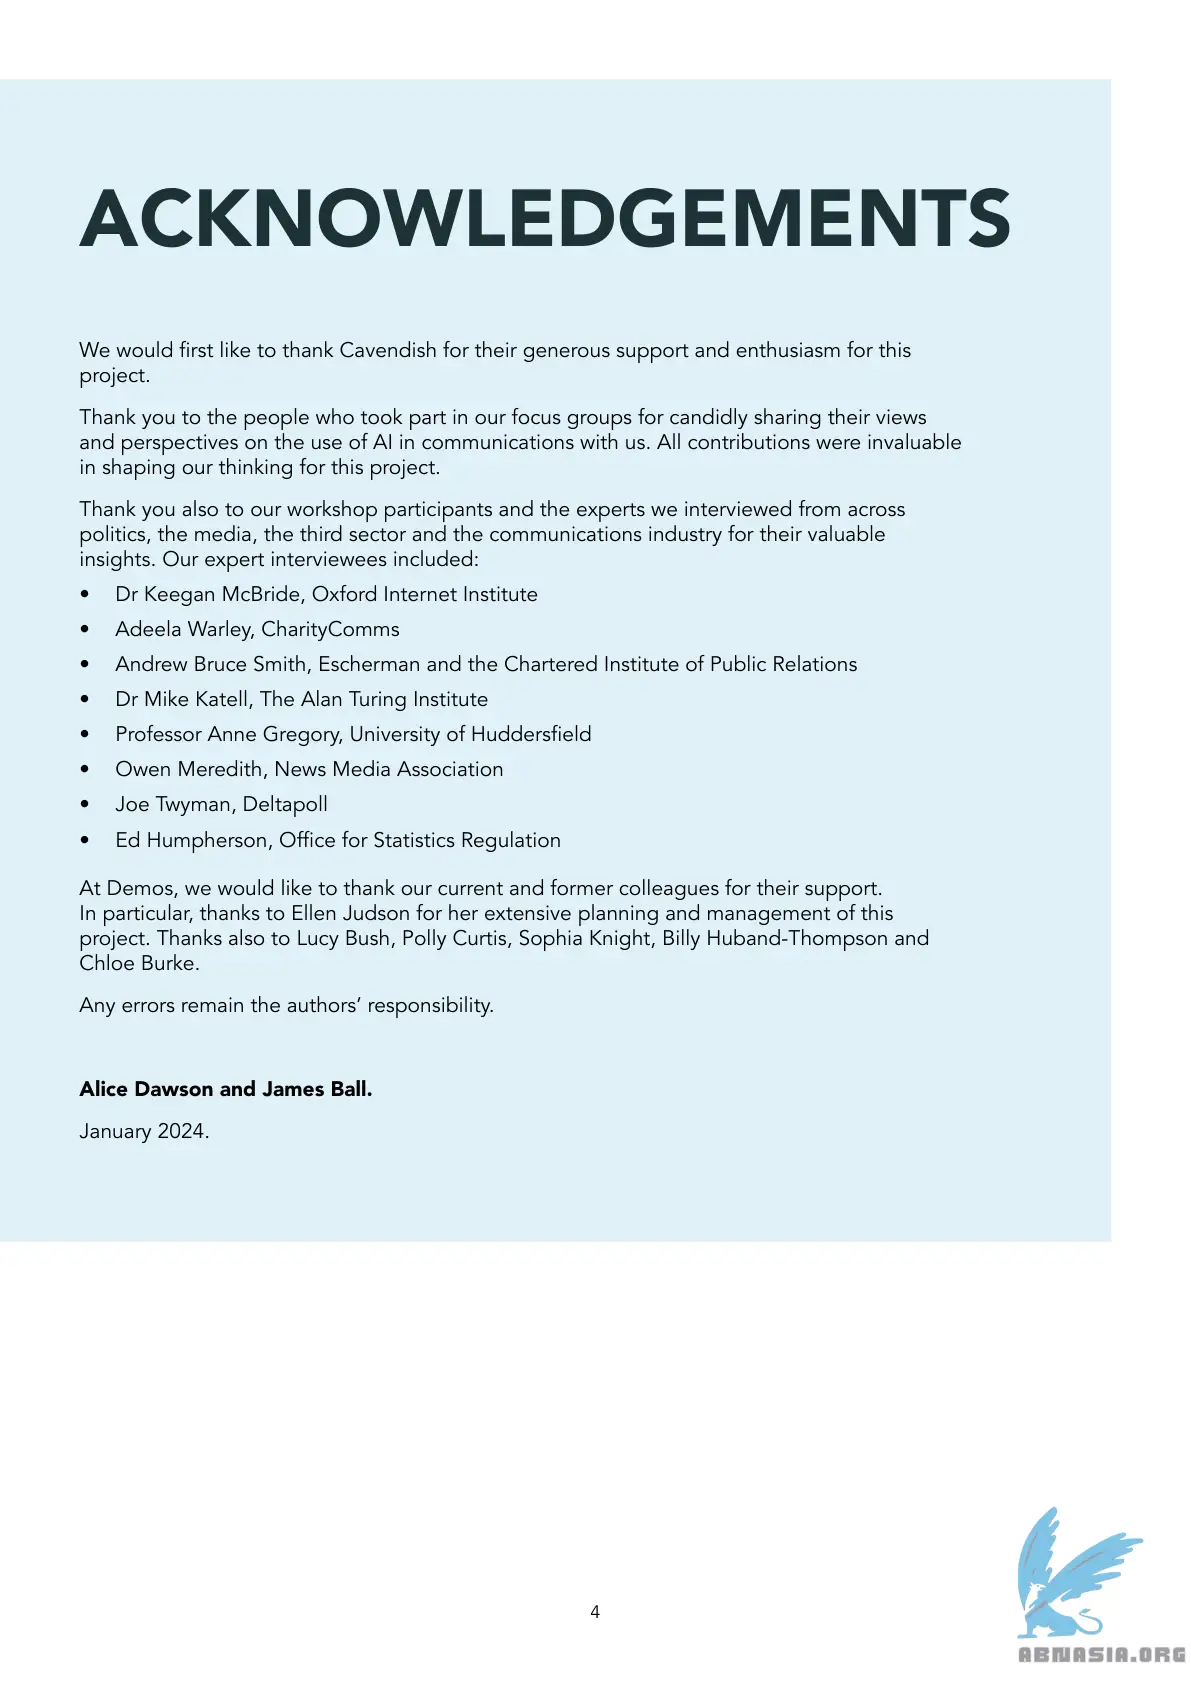 ACKNOWLEDGEMENTS
We would first like to thank Cavendish for their generous support and enthusiasm for this
project.
Thank you to the people who took part in our focus groups for candidly sharing their views
and perspectives on the use of AI in communications with us. All contributions were invaluable
in shaping our thinking for this project.
Thank you also to our workshop participants and the experts we interviewed from across
politics, the media, the third sector and the communications industry for their valuable
insights. Our expert interviewees included:
• Dr Keegan McBride, Oxford Internet Institute
• Adeela Warley, CharityComms
• Andrew Bruce Smith, Escherman and the Chartered Institute of Public Relations
• Dr Mike Katell, The Alan Turing Institute
• Professor Anne Gregory, University of Huddersfield
• Owen Meredith, News Media Association
• Joe Twyman, Deltapoll
• Ed Humpherson, Office for Statistics Regulation
At Demos, we would like to thank our current and former colleagues for their support.
In particular, thanks to Ellen Judson for her extensive planning and management of this
project. Thanks also to Lucy Bush, Polly Curtis, Sophia Knight, Billy Huband-Thompson and
Chloe Burke.
Any errors remain the authors’ responsibility.
Alice Dawson and James Ball.
January 2024.
4
ABNASIA.ORG